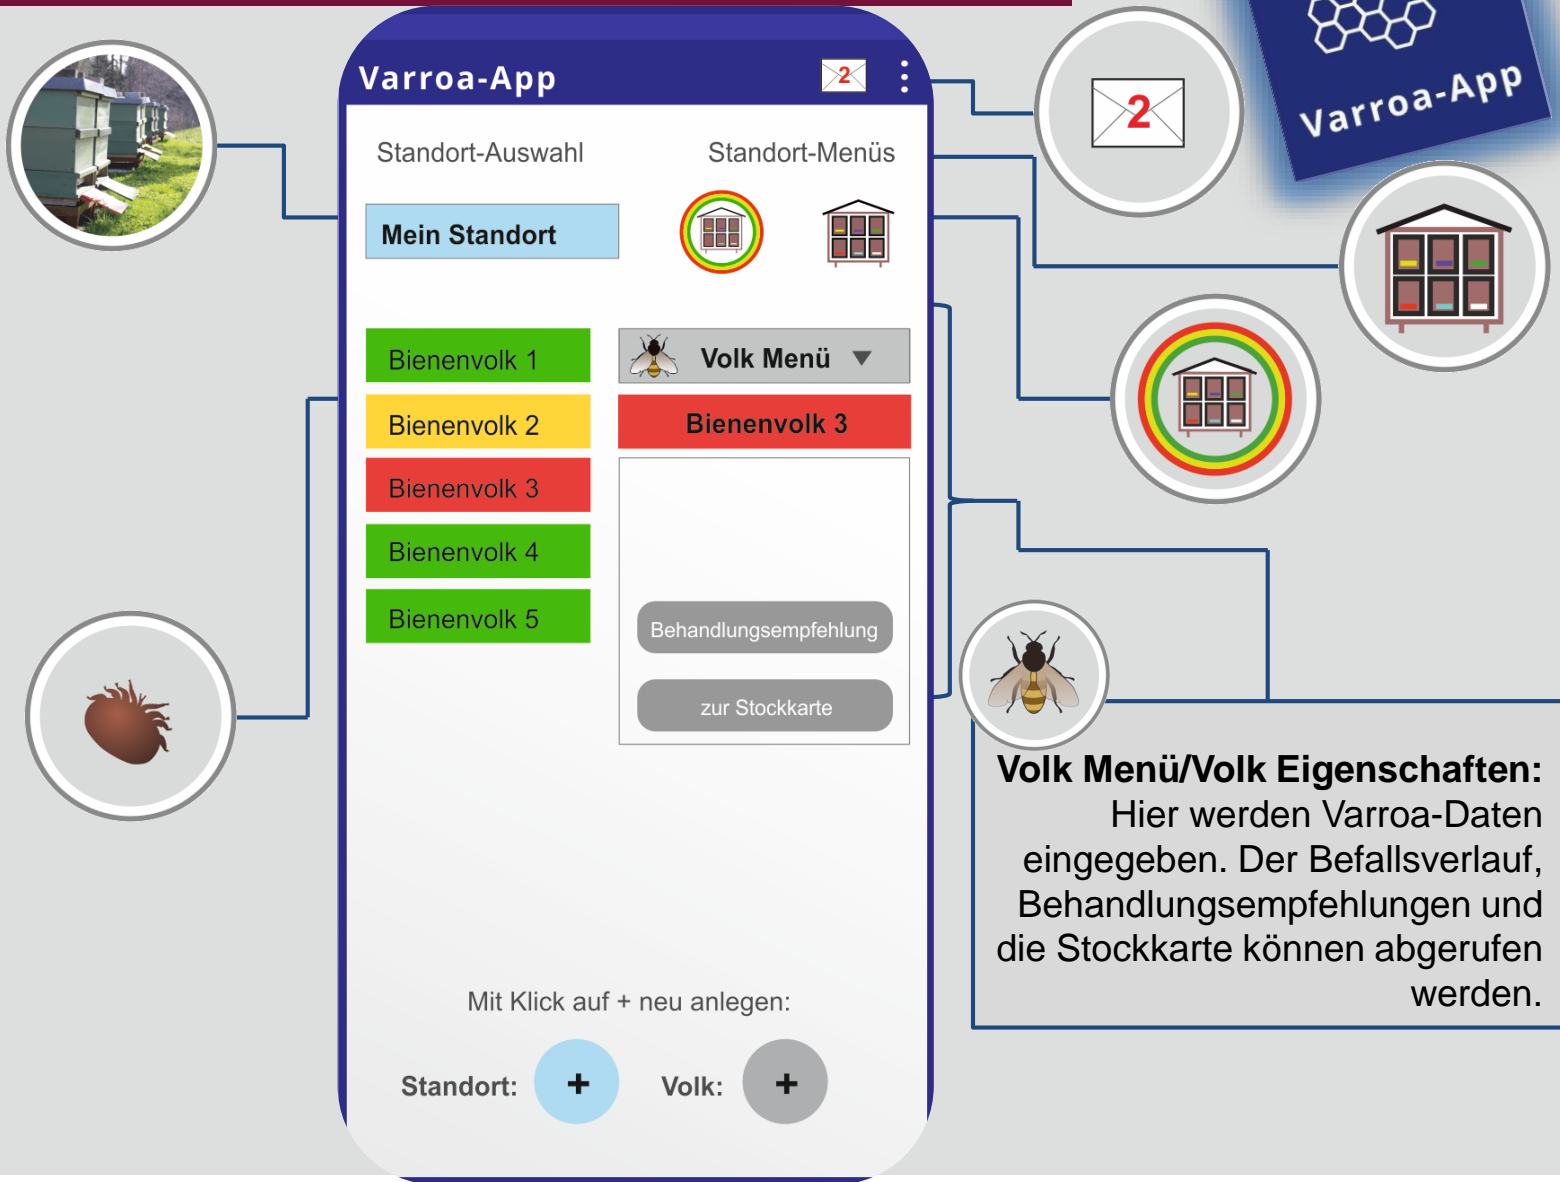 Varroa-App
2
Standort-Auswahl
Standort-Menüs
Mein Standort
Bienenvolk 1
Bienenvolk 2
Bienenvolk 3
Bienenvolk 4
Bienenvolk 5
Volk Menü
Bienenvolk 3
Behandlungsempfehlung
zur Stockkarte
Mit Klick auf + neu anlegen:
Standort: +
Volk: +
2
Varroa-App
Volk Menü/Volk Eigenschaften:
Hier werden Varroa-Daten
eingegeben. Der Befallsverlauf,
Behandlungsempfehlungen und
die Stockkarte können abgerufen
werden.